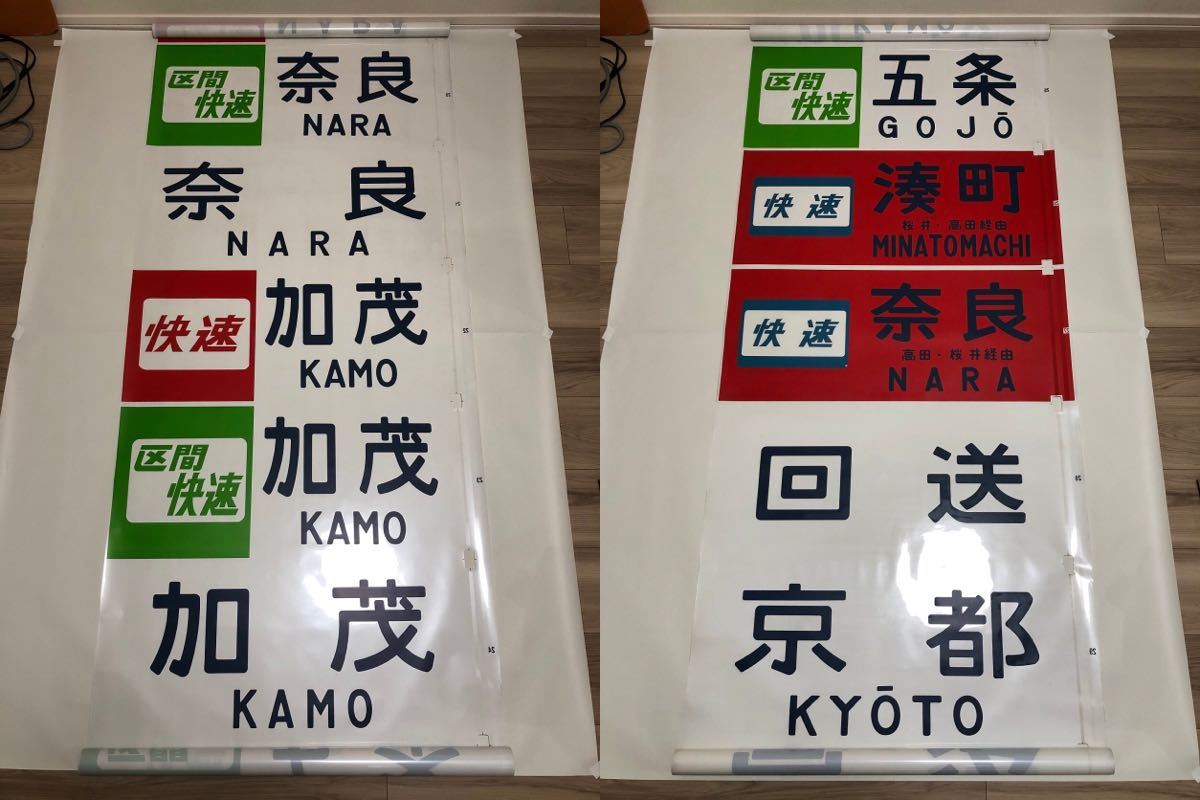 区間
快速
奈良
NARA
奈良
NARA
快速
加茂
KAMO
区間
快速
加茂
KAMO
加茂
KAMO
区間
快速
五条
GOJŌ
快速
湊町
桜井・高田経由
MINATOMACHI
快速
奈良
高田・桜井経由
NARA
回送
京都
KYŌTO